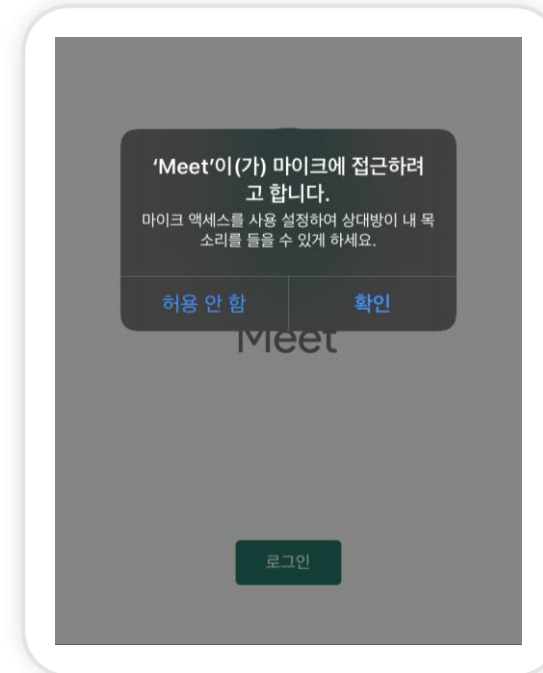 'Meet'이(가) 마이크에 접근하려
고 합니다.
마이크 액세스를 사용 설정하여 상대방이 내 목
소리를 들을 수 있게 하세요.
허용 안 함
확인
Meet
로그인